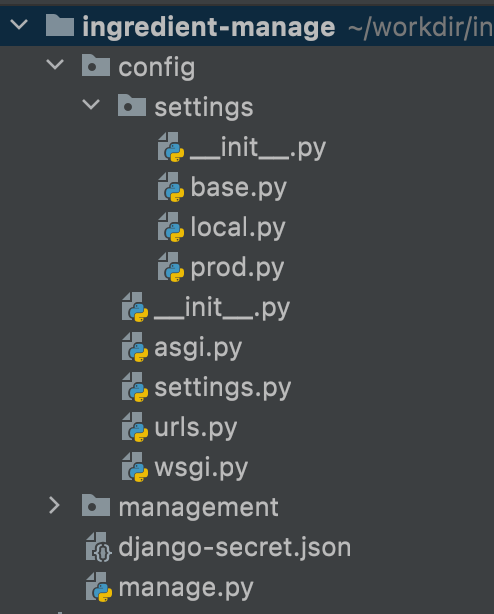 ingredient-manage ~/workdir/in
config
settings
__init__.py
base.py
local.py
prod.py
__init__.py
asgi.py
settings.py
urls.py
wsgi.py
management
django-secret.json
manage.py